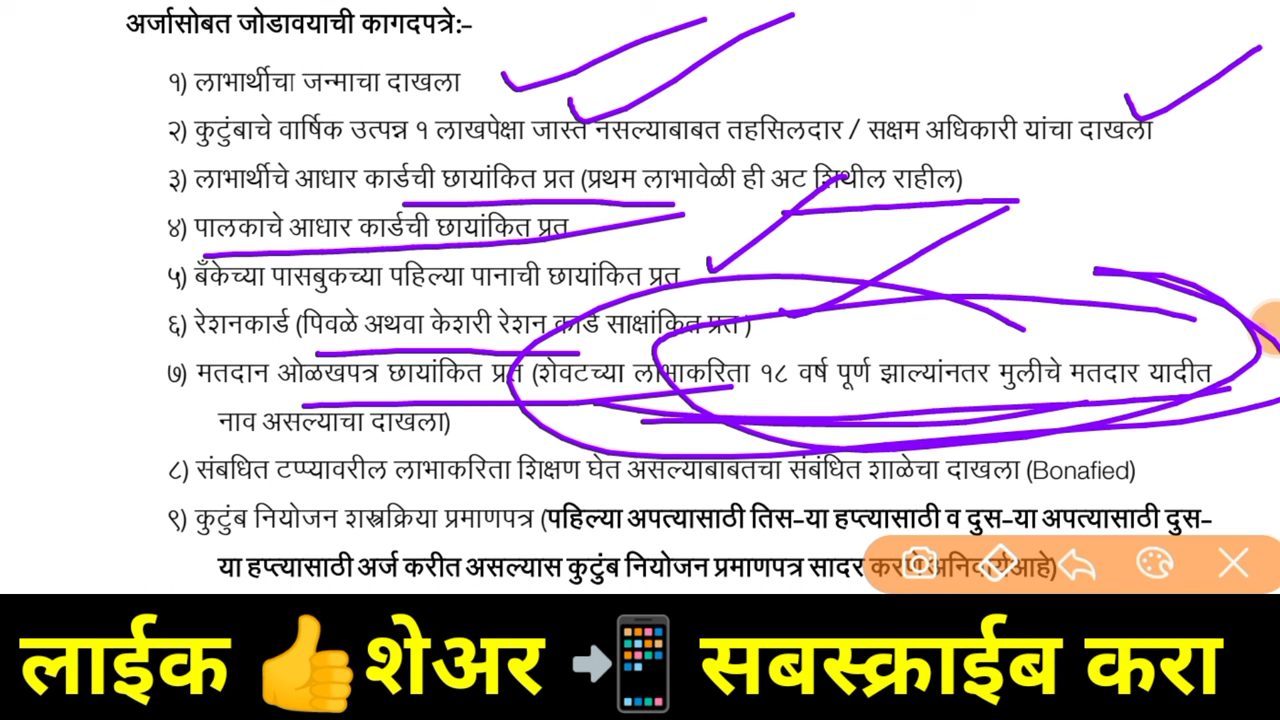 अर्जासोबत जोडावयाची कागदपत्रे:-
१) लाभार्थीचा जन्माचा दाखला
२) कुटुंबाचे वार्षिक उत्पन्न १ लाखपेक्षा जास्त नसल्याबाबत तहसिलदार / सक्षम अधिकारी यांचा दाखला
३) लाभार्थीचे आधार कार्डची छायांकित प्रत (प्रथम लाभावेळी ही अट शिथील राहील)
४) पालकाचे आधार कार्डची छायांकित प्रत
५) बँकेच्या पासबुकच्या पहिल्या पानाची छायांकित प्रत
६) रेशनकार्ड (पिवळे अथवा केशरी रेशन कार्ड साक्षांकित प्रत )
७) मतदान ओळखपत्र छायांकित प्रत (शेवटच्या लाभाकरिता १८ वर्ष पूर्ण झाल्यांनतर मुलीचे मतदार यादीत
नाव असल्याचा दाखला)
८) संबधित टप्प्यावरील लाभाकरिता शिक्षण घेत असल्याबाबतचा संबंधित शाळेचा दाखला (Bonafied)
९) कुटुंब नियोजन शस्त्रक्रिया प्रमाणपत्र (पहिल्या अपत्यासाठी तिस-या हप्त्यासाठी व दुस-या अपत्यासाठी दुस-
या हप्त्यासाठी अर्ज करीत असल्यास कुटुंब नियोजन प्रमाणपत्र सादर करणे अनिवार्यआहे)
लाईक 👍 शेअर 📲 सबस्क्राईब करा